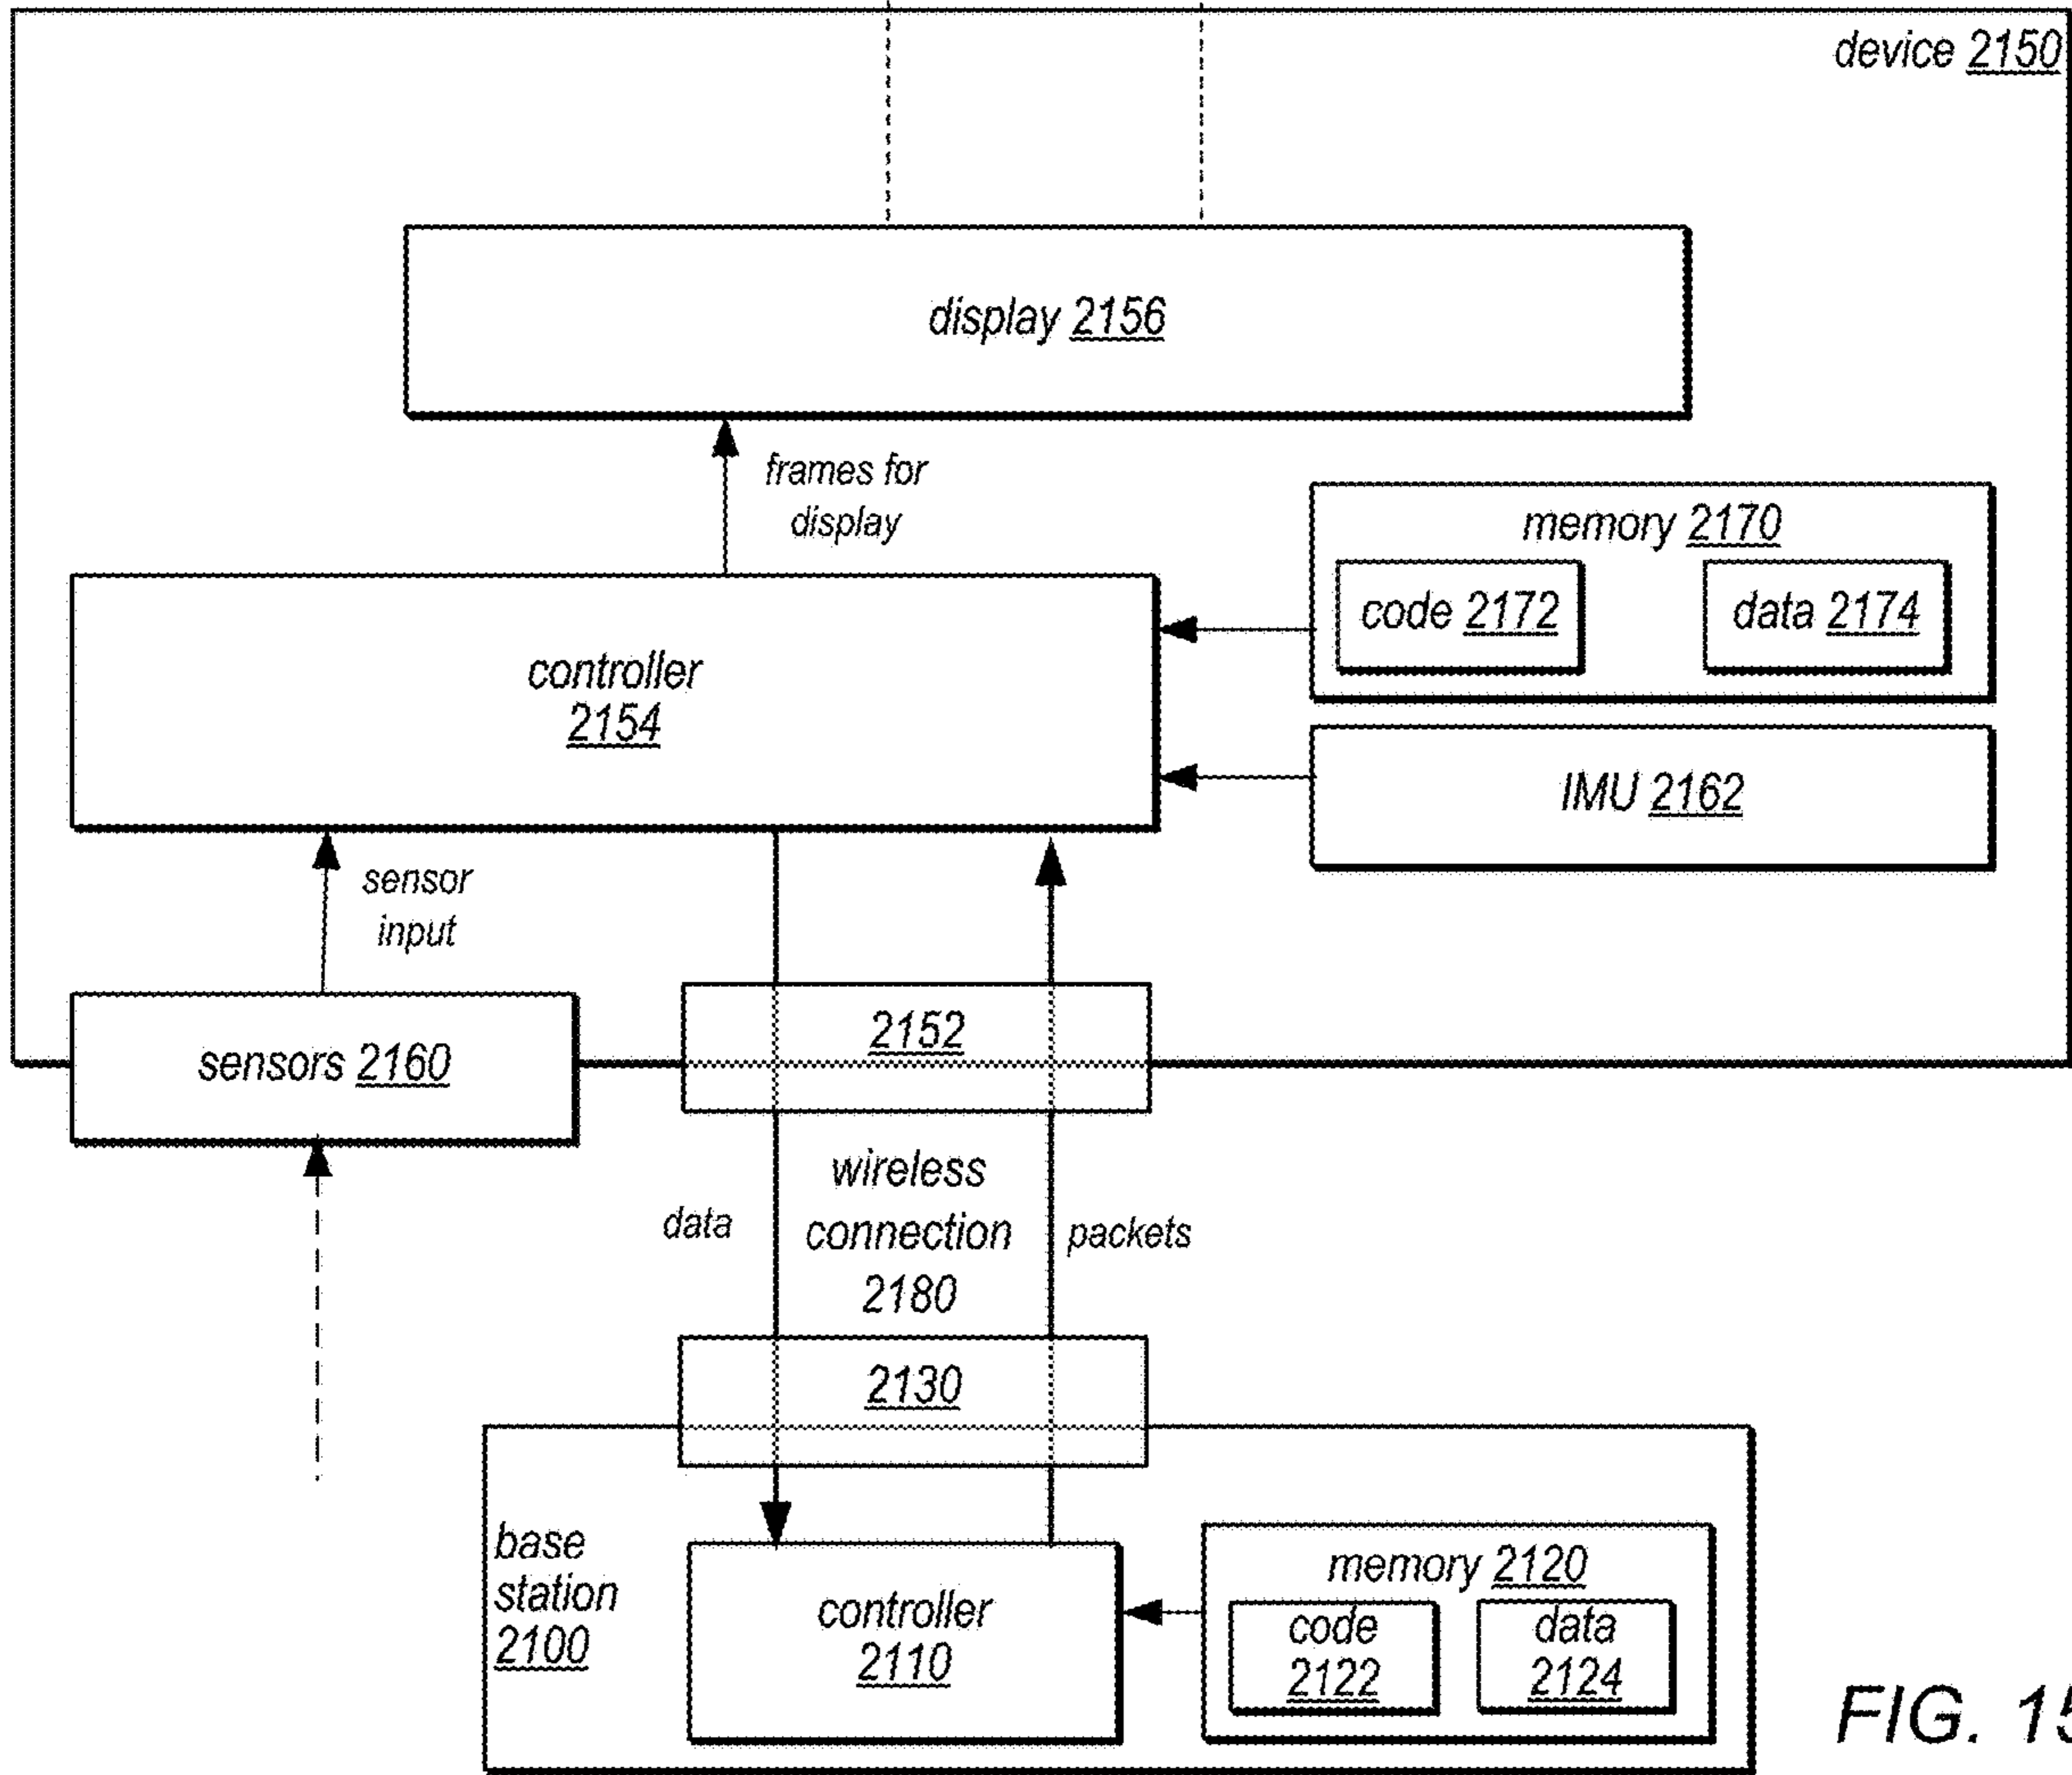 device 2150
display 2156
frames for
display
memory 2170
code 2172
data 2174
controller
2154
IMU 2162
sensor
input
sensors 2160
2152
wireless
connection
2180
data
packets
2130
base
station
2100
controller
2110
memory 2120
code
2122
data
2124
FIG. 15